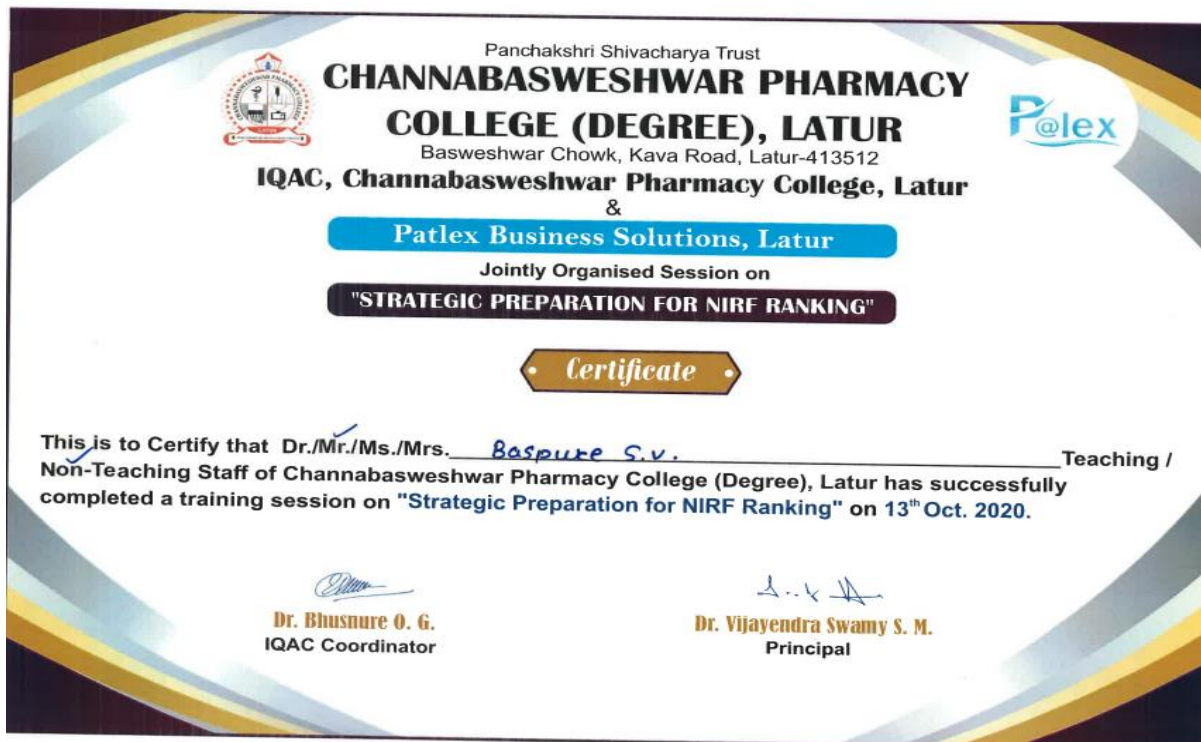 Panchakshri Shivacharya Trust
CHANNABASWESHWAR PHARMACY
COLLEGE (DEGREE), LATUR
Basweshwar Chowk, Kava Road, Latur-413512
IQAC, Channabasweshwar Pharmacy College, Latur
&
Patlex Business Solutions, Latur
Jointly Organised Session on
"STRATEGIC PREPARATION FOR NIRF RANKING"
Certificate
This is to Certify that Dr./Mr./Ms./Mrs. Baspure S.V. Teaching /
Non-Teaching Staff of Channabasweshwar Pharmacy College (Degree), Latur has successfully
completed a training session on "Strategic Preparation for NIRF Ranking" on 13th Oct. 2020.
Dr. Bhusnure O. G.
IQAC Coordinator
Dr. Vijayendra Swamy S. M.
Principal
P@lex
LATUR